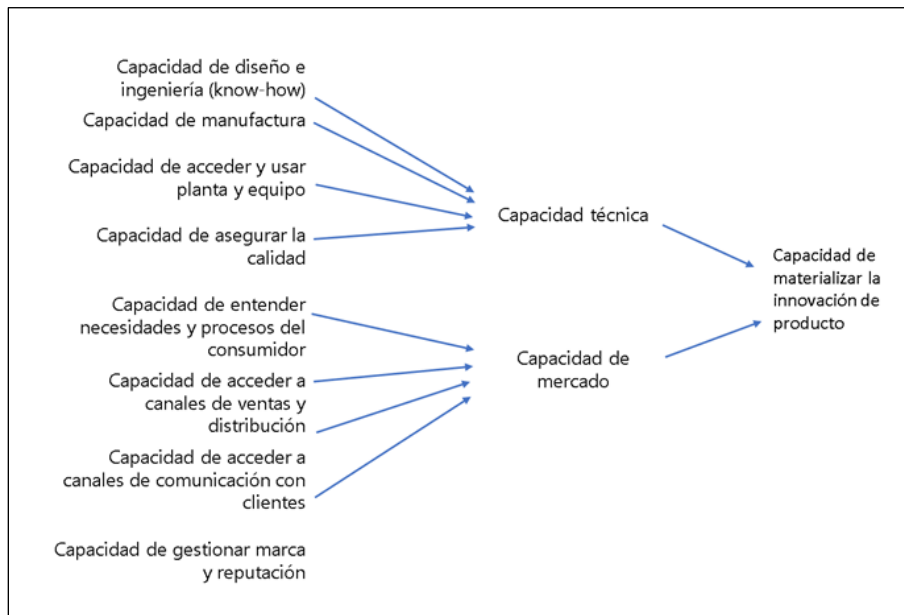 Capacidad de diseño e
ingeniería (know-how)
Capacidad de manufactura
Capacidad de acceder y usar
planta y equipo
Capacidad de asegurar la
calidad
Capacidad de entender
necesidades y procesos del
consumidor
Capacidad de acceder a
canales de ventas y
distribución
Capacidad de acceder a
canales de comunicación con
clientes
Capacidad de gestionar marca
y reputación
Capacidad técnica
Capacidad de
mercado
Capacidad de
materializar la
innovación de
producto